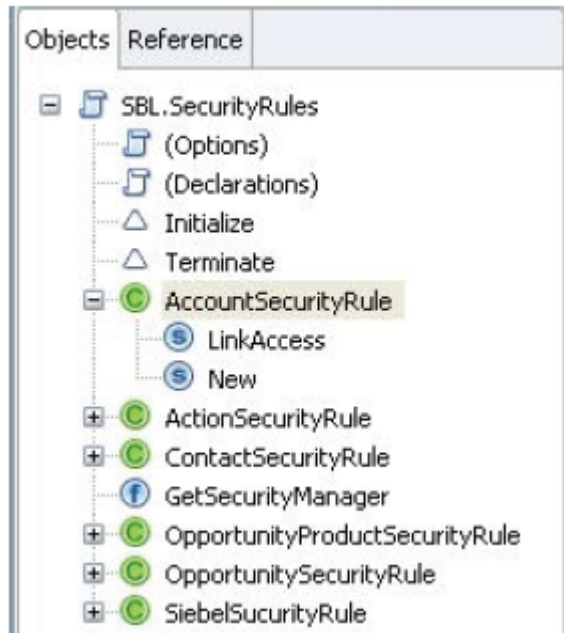 Objects Reference
SBL.SecurityRules
(Options)
(Declarations)
Initialize
Terminate
C AccountSecurityRule
S LinkAccess
S New
C ActionSecurityRule
C ContactSecurityRule
f GetSecurityManager
C OpportunityProductSecurityRule
C OpportunitySecurityRule
C SiebelSucurityRule